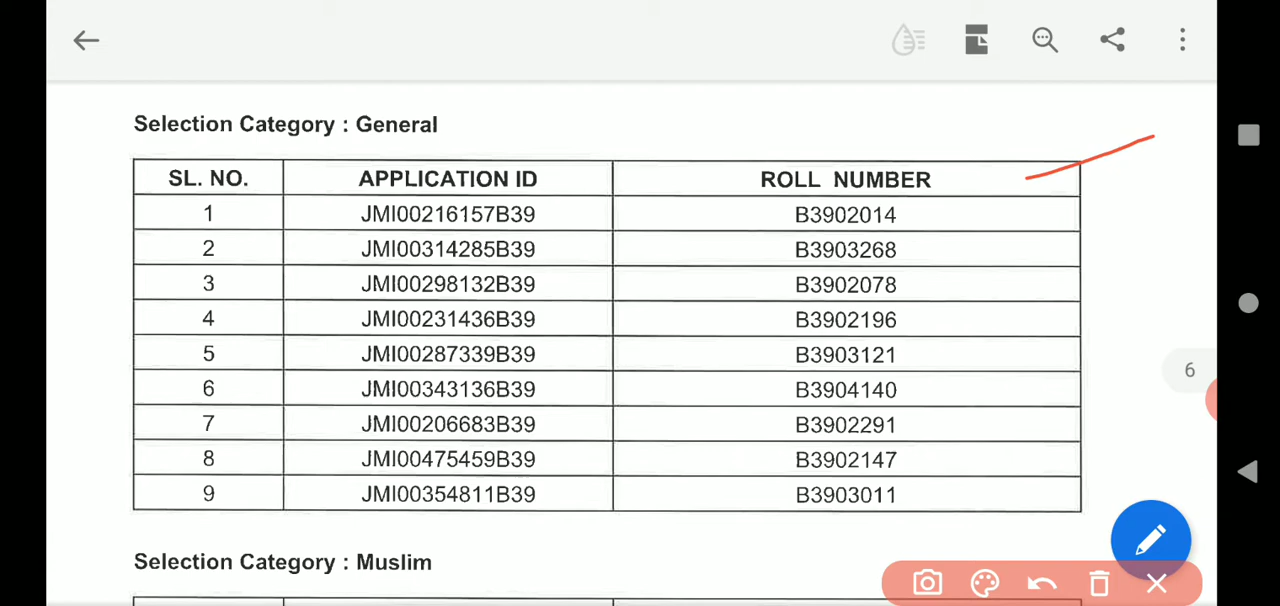 Selection Category : General
SL. NO. APPLICATION ID ROLL NUMBER
1 JMI00216157B39 B3902014
2 JMI00314285B39 B3903268
3 JMI00298132B39 B3902078
4 JMI00231436B39 B3902196
5 JMI00287339B39 B3903121
6 JMI00343136B39 B3904140
7 JMI00206683B39 B3902291
8 JMI00475459B39 B3902147
9 JMI00354811B39 B3903011
6
Selection Category : Muslim